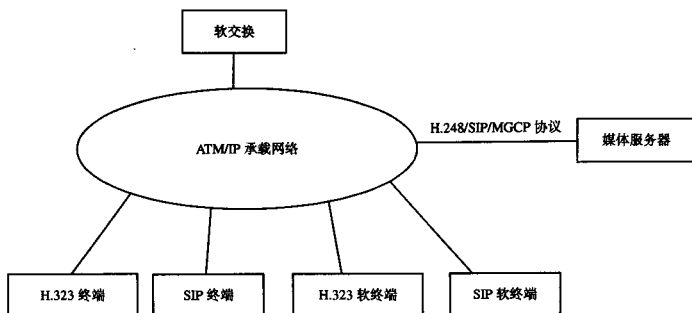 软交换
H.248/SIP/MGCP 协议
ATM/IP 承载网络
媒体服务器
H.323 终端
SIP 终端
H.323 软终端
SIP 软终端